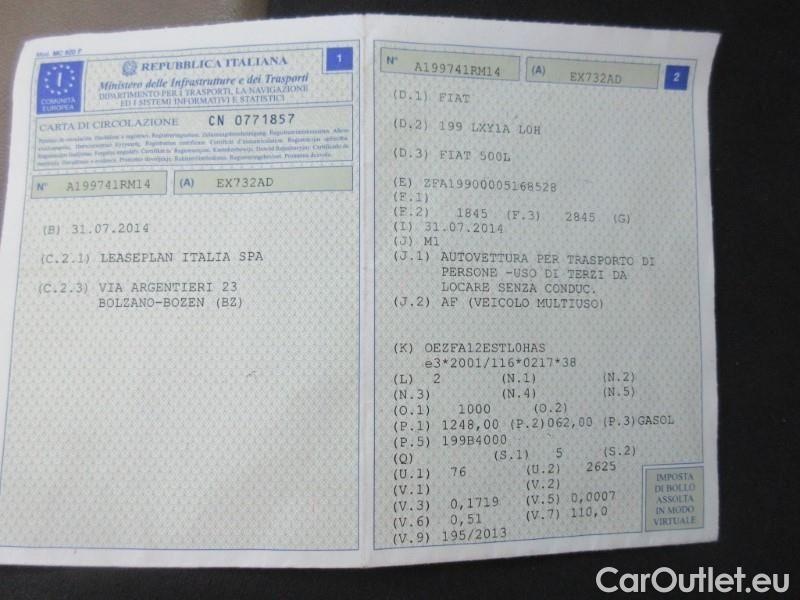 Mod. MC 820 F
I
COMUNITÀ
EUROPEA
REPUBBLICA ITALIANA
1
Ministero delle Infrastrutture e dei Trasporti
DIPARTIMENTO PER I TRASPORTI, LA NAVIGAZIONE
ED I SISTEMI INFORMATIVI E STATISTICI
CARTA DI CIRCOLAZIONE CN 0771857
N° A199741RM14 (A) EX732AD
(B) 31.07.2014
(C.2.1) LEASEPLAN ITALIA SPA
(C.2.3) VIA ARGENTIERI 23
BOLZANO-BOZEN (BZ)
N° A199741RM14 (A) EX732AD 2
(D.1) FIAT
(D.2) 199 LXY1A L0H
(D.3) FIAT 500L
(E) ZFA19900005168528
(F.1)
(F.2) 1845 (F.3) 2845 (G)
(I) 31.07.2014
(J) M1
(J.1) AUTOVETTURA PER TRASPORTO DI
PERSONE -USO DI TERZI DA
LOCARE SENZA CONDUC.
(J.2) AF (VEICOLO MULTIUSO)
(K) OEZFA12ESTL0HAS
e3*2001/116*0217*38
(L) 2 (N.1) (N.2)
(N.3) (N.4) (N.5)
(O.1) 1000 (O.2)
(P.1) 1248,00 (P.2)062,00 (P.3)GASOL
(P.5) 199B4000
(Q) (S.1) 5 (S.2)
(U.1) 76 (U.2) 2625
(V.1) (V.2)
(V.3) 0,1719 (V.5) 0,0007
(V.6) 0,51 (V.7) 110,0
(V.9) 195/2013
IMPOSTA
DI BOLLO
ASSOLTA
IN MODO
VIRTUALE
CarOutlet.eu